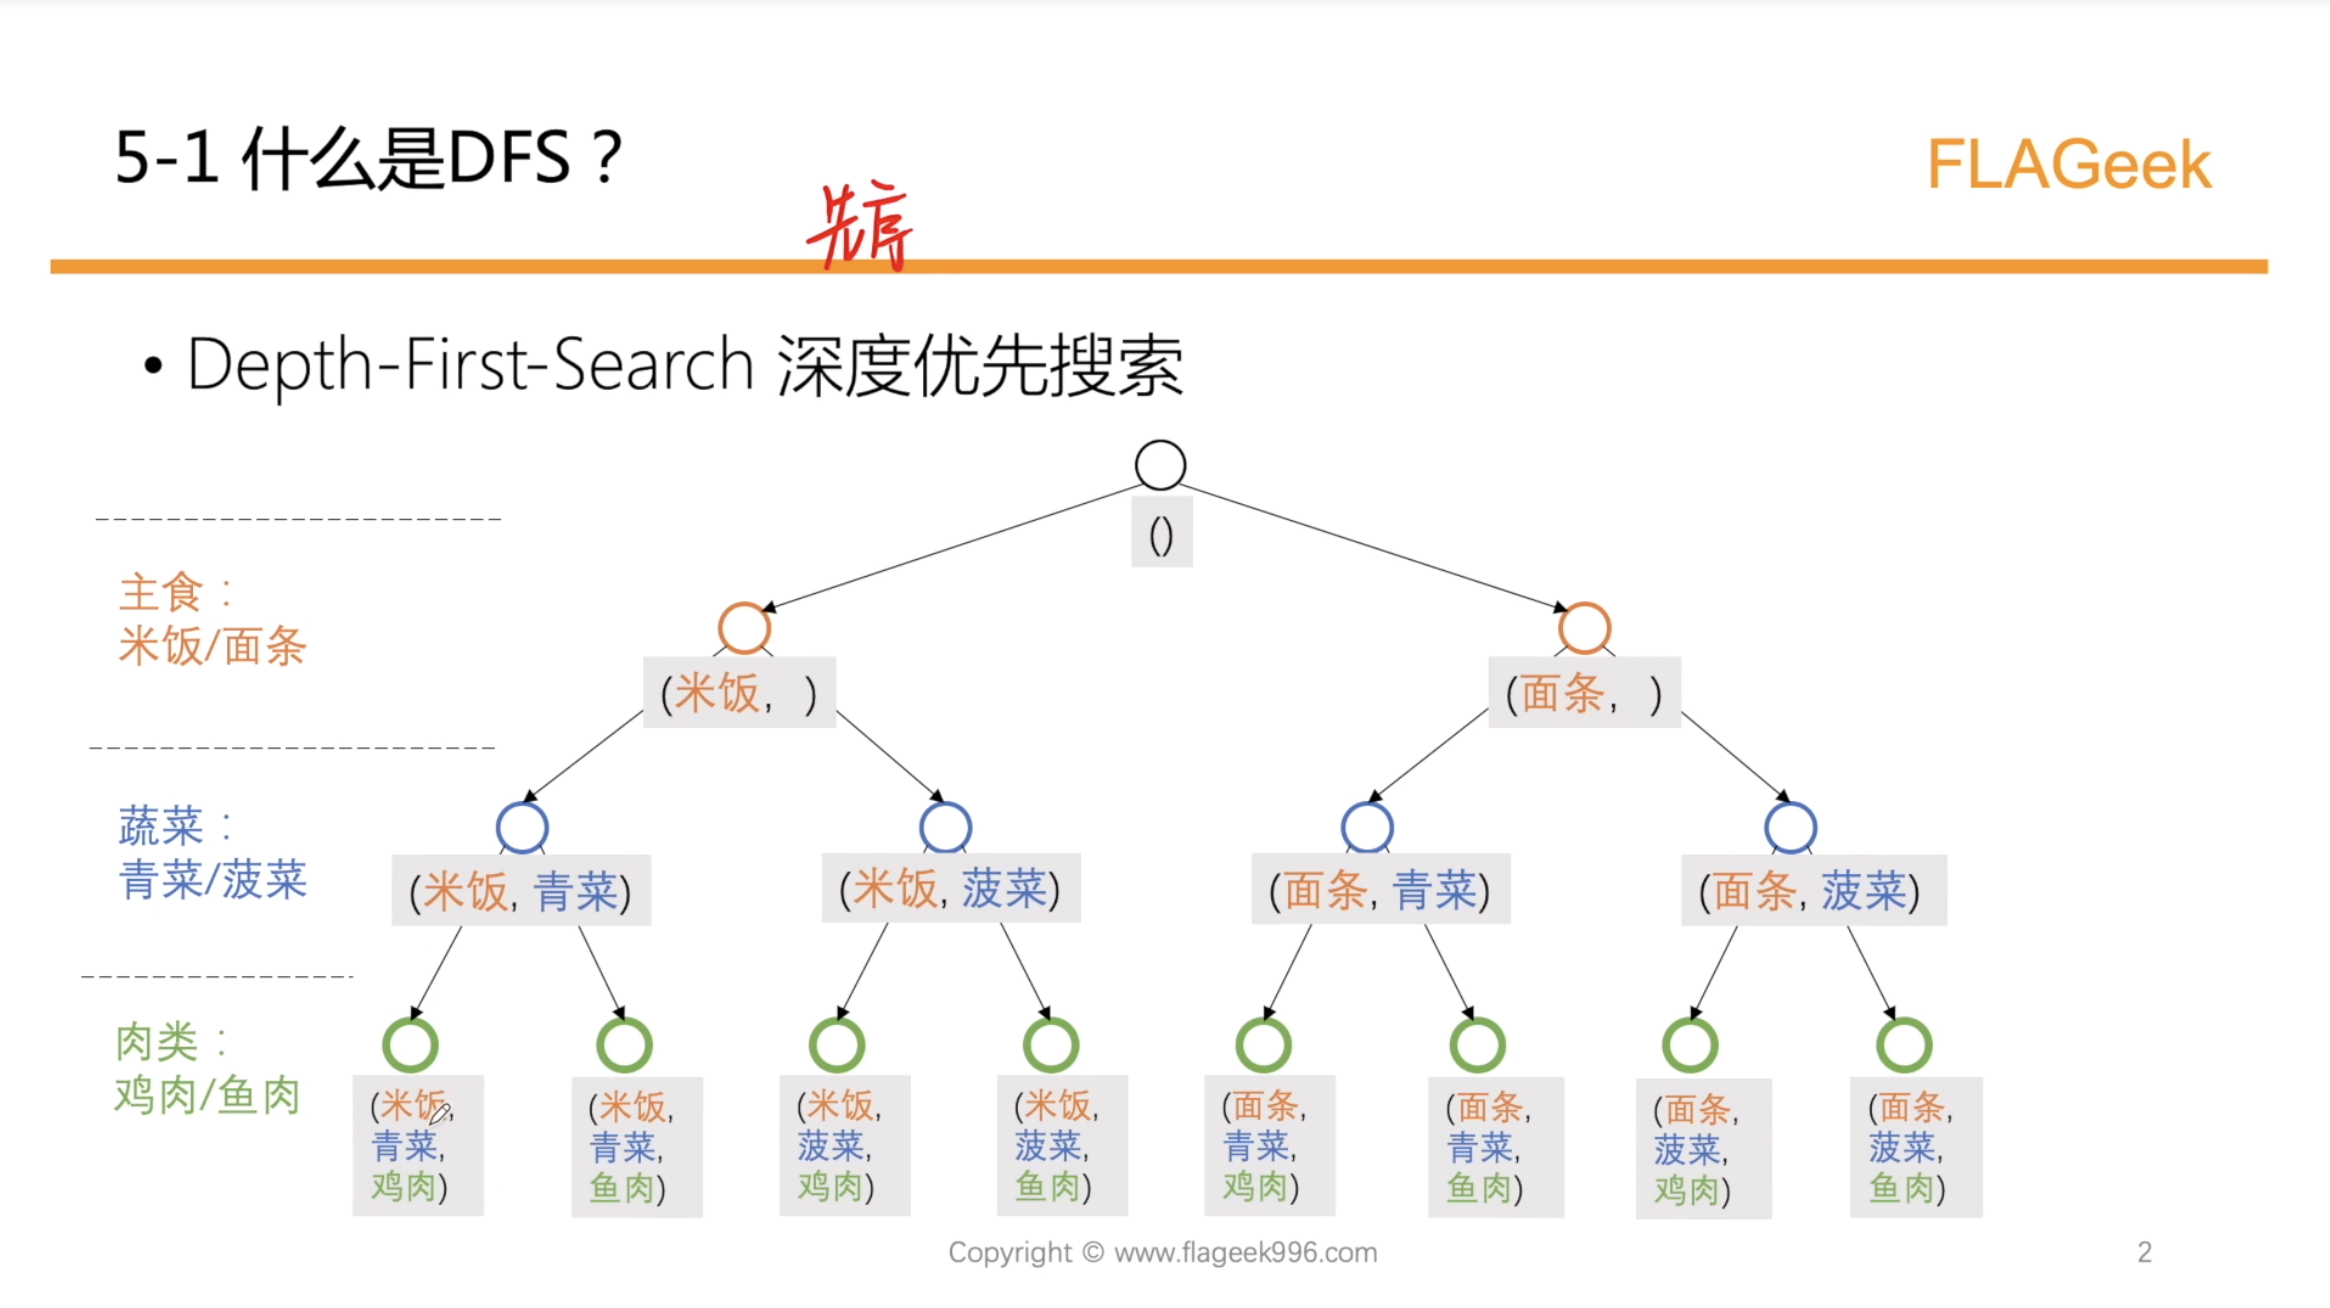 5-1 什么是DFS？
FLAGeek
先序
• Depth-First-Search 深度优先搜索
()
主食：
米饭/面条
(米饭, )
(面条, )
蔬菜：
青菜/菠菜
(米饭, 青菜)
(米饭, 菠菜)
(面条, 青菜)
(面条, 菠菜)
肉类：
鸡肉/鱼肉
(米饭,
青菜,
鸡肉)
(米饭,
青菜,
鱼肉)
(米饭,
菠菜,
鸡肉)
(米饭,
菠菜,
鱼肉)
(面条,
青菜,
鸡肉)
(面条,
青菜,
鱼肉)
(面条,
菠菜,
鸡肉)
(面条,
菠菜,
鱼肉)
Copyright © www.flageek996.com
2